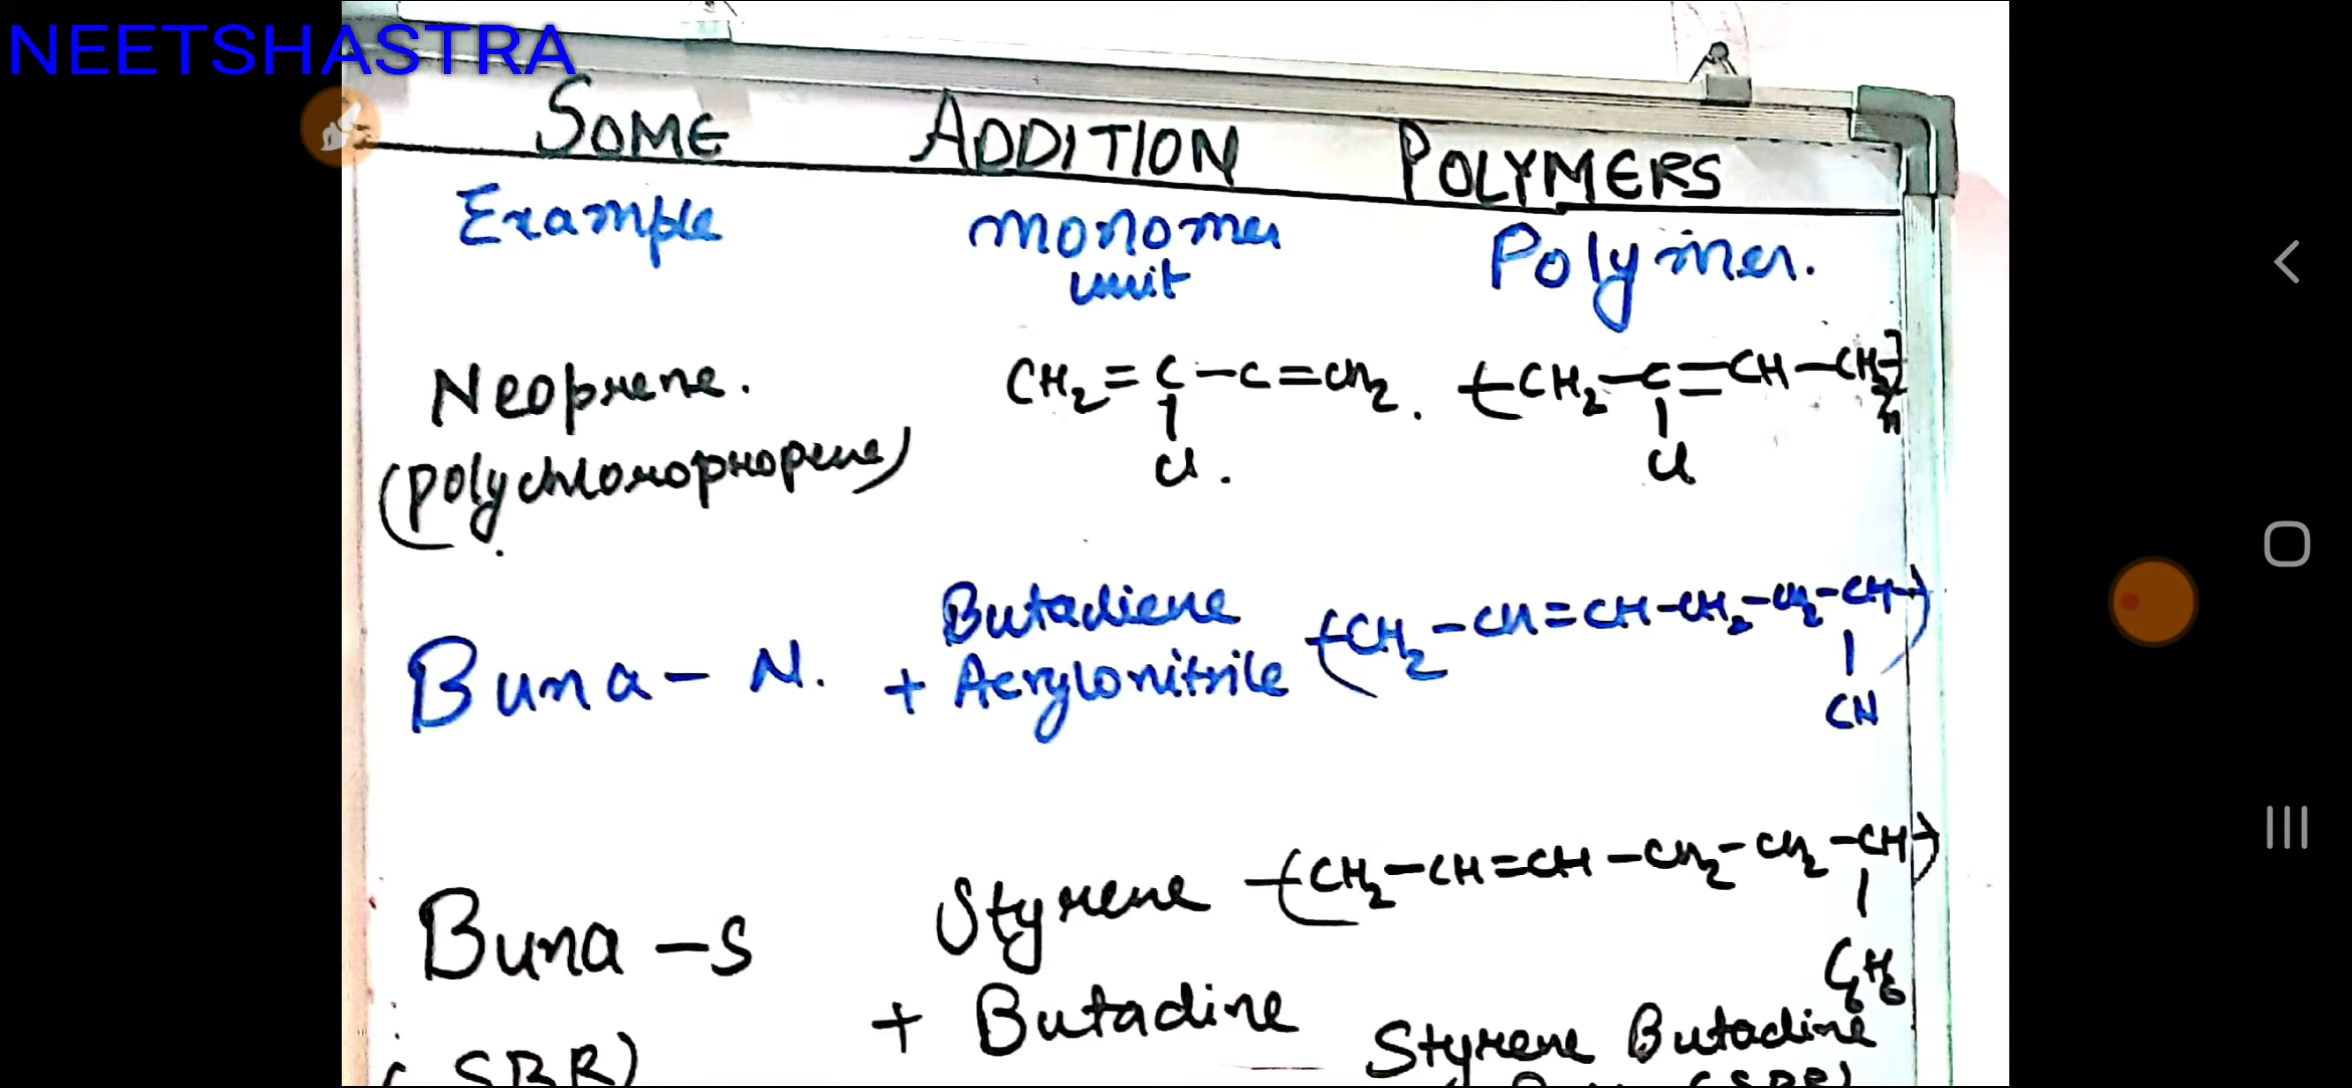 NEETSHASTRA
SOME ADDITION POLYMERS
Example monomer unit Polymer.
Neoprene. CH2=C-C=CH2. -[CH2-C=CH-CH2]n
Cl. Cl
(polychloropropene)
Buna-N. Butadiene + Acrylonitrile -(CH2-CH=CH-CH2-CH2-CH-)
CN
Buna-S Styrene -(CH2-CH=CH-CH2-CH2-CH-)
+ Butadine C6H5
(SBR) Styrene Butadine
(SBR)